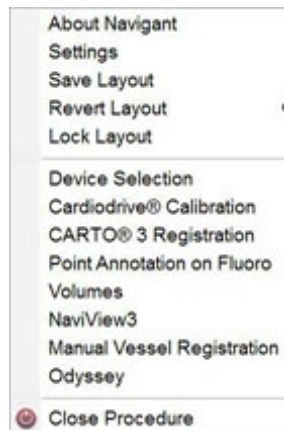 About Navigant
Settings
Save Layout
Revert Layout
Lock Layout
Device Selection
Cardiodrive® Calibration
CARTO® 3 Registration
Point Annotation on Fluoro
Volumes
NaviView3
Manual Vessel Registration
Odyssey
Close Procedure